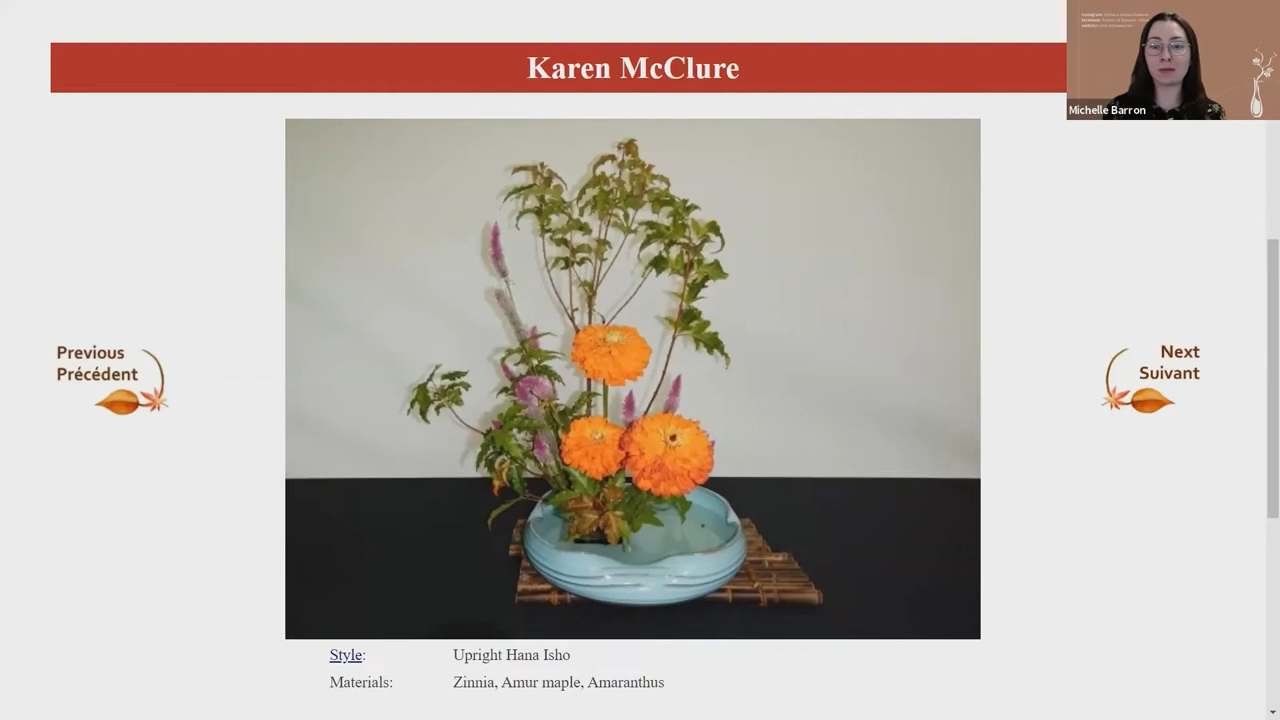 Karen McClure
Michelle Barron
Previous
Précédent
Next
Suivant
Style:
Upright Hana Isho
Materials:
Zinnia, Amur maple, Amaranthus